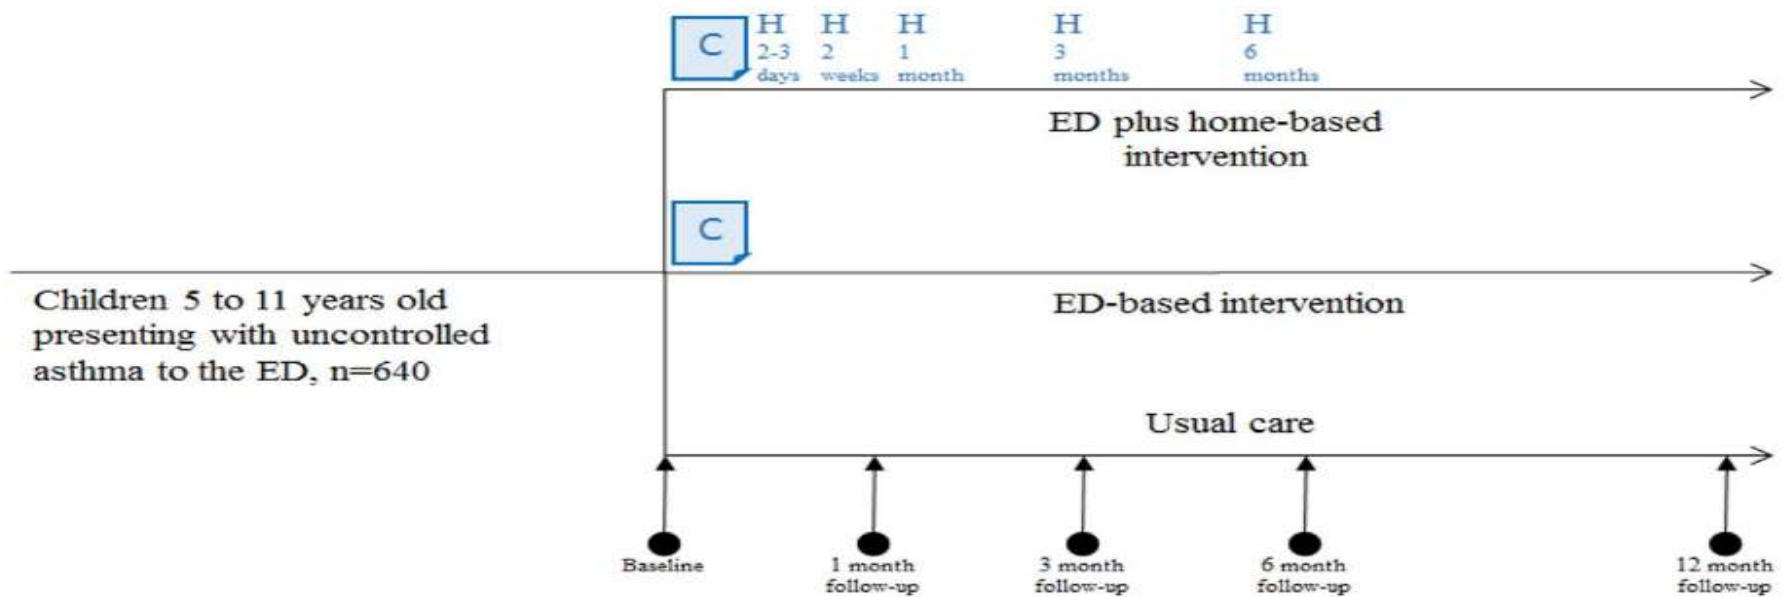 C
H H H H H
2-3 2 1 3 6
days weeks month months months
ED plus home-based
intervention
C
Children 5 to 11 years old
presenting with uncontrolled
asthma to the ED, n=640
ED-based intervention
Usual care
Baseline
1 month
follow-up
3 month
follow-up
6 month
follow-up
12 month
follow-up